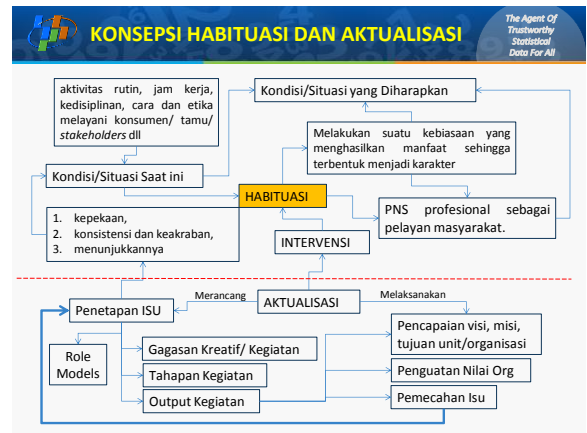 KONSEPSI HABITUASI DAN AKTUALISASI
The Agent Of
Trustworthy
Statistical
Data For All
aktivitas rutin, jam kerja,
kedisiplinan, cara dan etika
melayani konsumen/ tamu/
stakeholders dll
Kondisi/Situasi yang Diharapkan
Melakukan suatu kebiasaan yang
menghasilkan manfaat sehingga
terbentuk menjadi karakter
Kondisi/Situasi Saat ini
HABITUASI
1. kepekaan,
2. konsistensi dan keakraban,
3. menunjukkannya
PNS profesional sebagai
pelayan masyarakat.
INTERVENSI
Penetapan ISU
Merancang
AKTUALISASI
Melaksanakan
Role
Models
Gagasan Kreatif/ Kegiatan
Tahapan Kegiatan
Output Kegiatan
Pencapaian visi, misi,
tujuan unit/organisasi
Penguatan Nilai Org
Pemecahan Isu